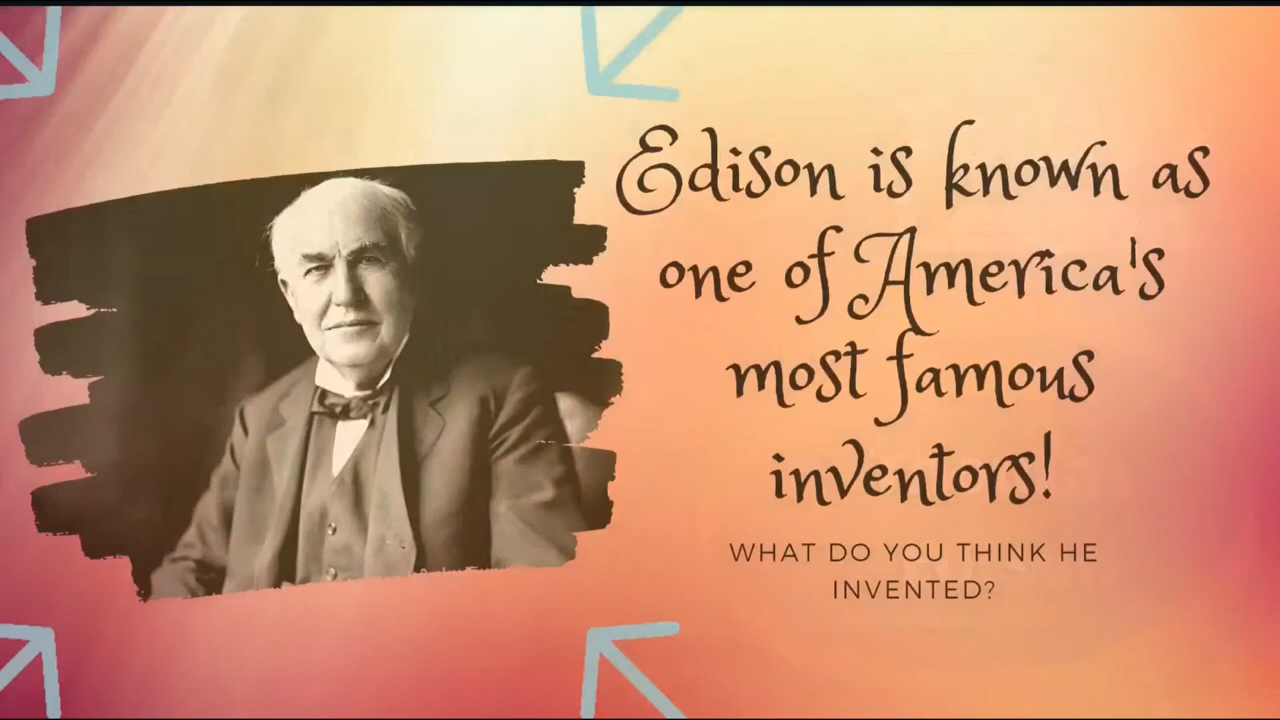 Edison is known as
one of America's
most famous
inventors!
WHAT DO YOU THINK HE
INVENTED?